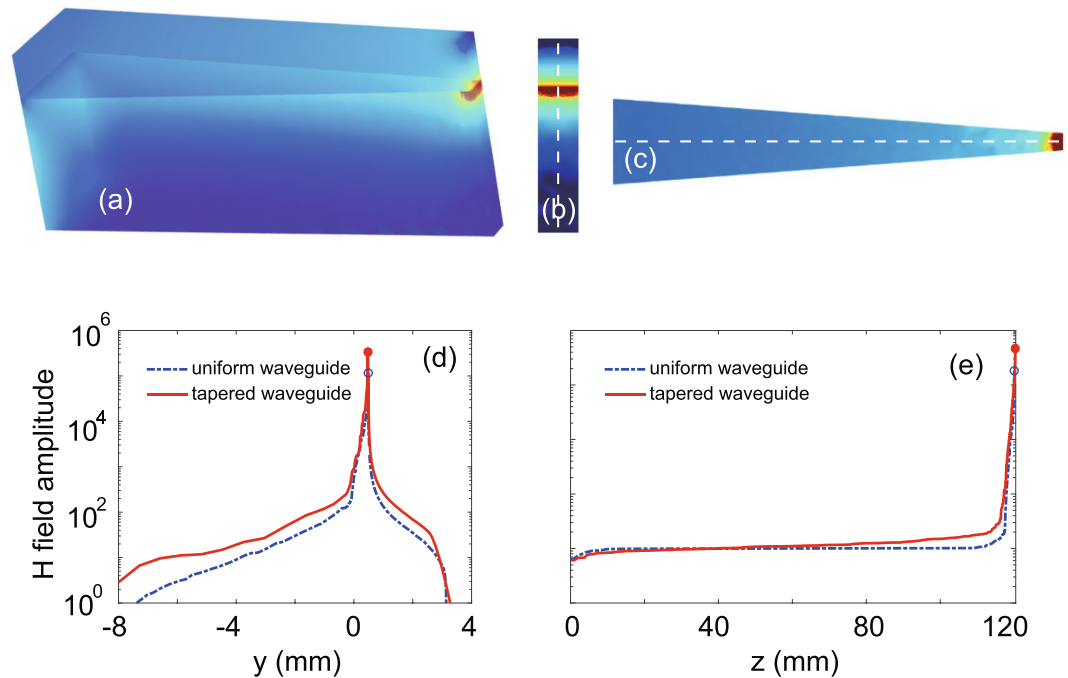 (a)
(b)
(c)
10^6
10^4
10^2
10^0
H field amplitude
uniform waveguide
tapered waveguide
(d)
-8
-4
0
4
y (mm)
uniform waveguide
tapered waveguide
(e)
0
40
80
120
z (mm)